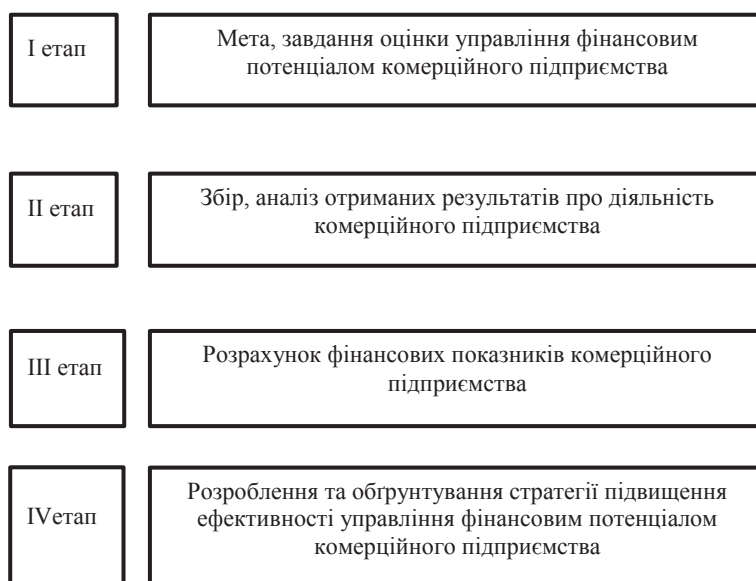 І етап
Мета, завдання оцінки управління фінансовим
потенціалом комерційного підприємства
ІІ етап
Збір, аналіз отриманих результатів про діяльність
комерційного підприємства
ІІІ етап
Розрахунок фінансових показників комерційного
підприємства
ІVетап
Розроблення та обґрунтування стратегії підвищення
ефективності управління фінансовим потенціалом
комерційного підприємства